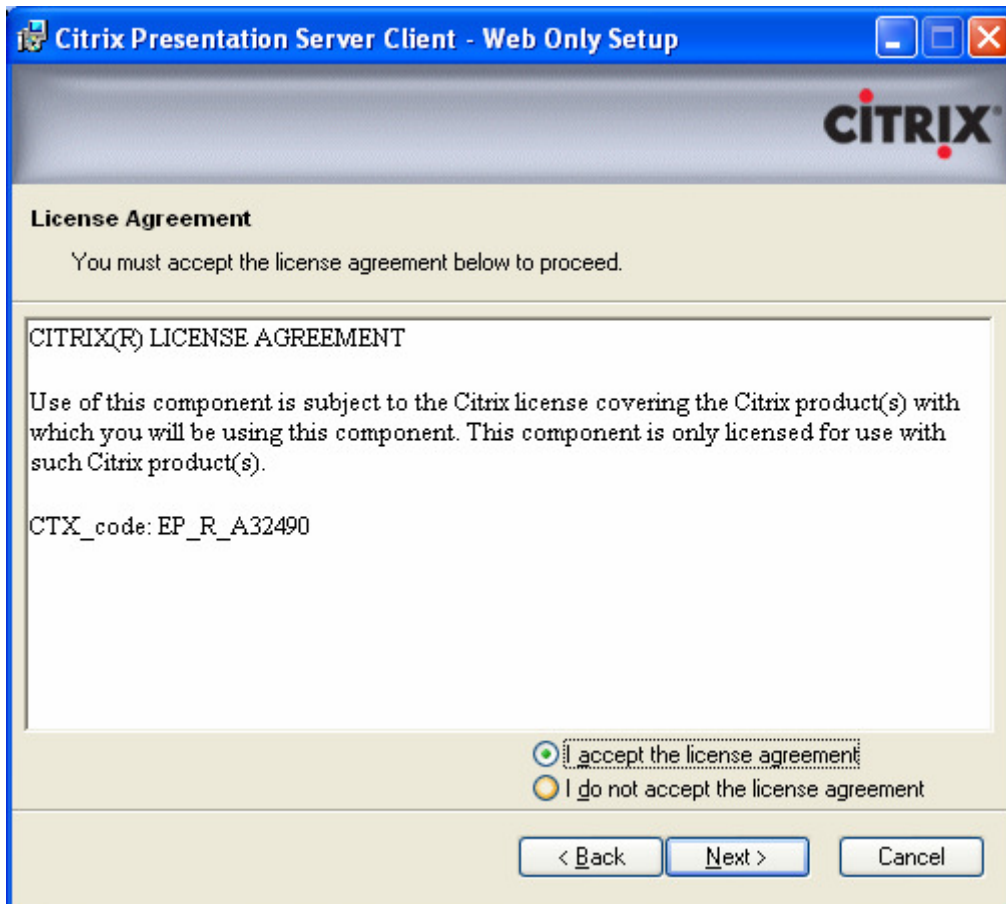 Citrix Presentation Server Client - Web Only Setup
CİTRIX®
License Agreement
You must accept the license agreement below to proceed.
CITRIX(R) LICENSE AGREEMENT
Use of this component is subject to the Citrix license covering the Citrix product(s) with
which you will be using this component. This component is only licensed for use with
such Citrix product(s).
CTX_code: EP_R_A32490
I accept the license agreement
I do not accept the license agreement
< Back
Next >
Cancel